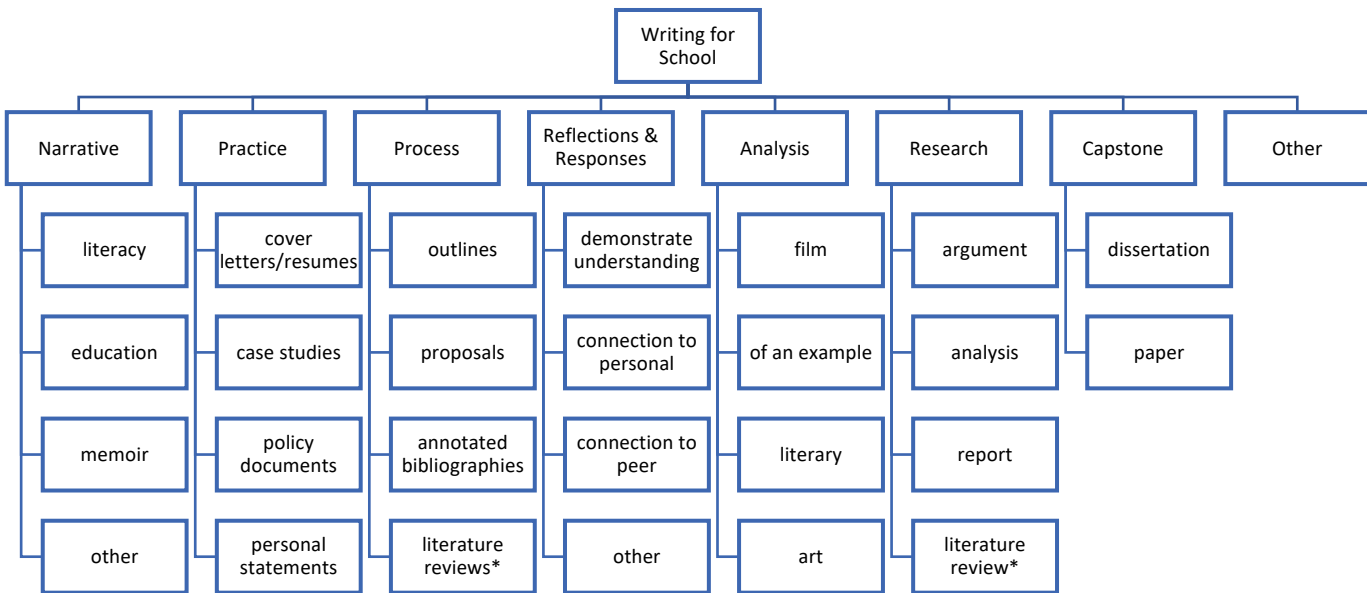 Writing for
School
Narrative
Practice
Process
Reflections &
Responses
Analysis
Research
Capstone
Other
literacy
education
memoir
other
cover
letters/resumes
case studies
policy
documents
personal
statements
outlines
proposals
annotated
bibliographies
literature
reviews*
demonstrate
understanding
connection to
personal
connection to
peer
other
film
of an example
literary
art
argument
analysis
report
literature
review*
dissertation
paper